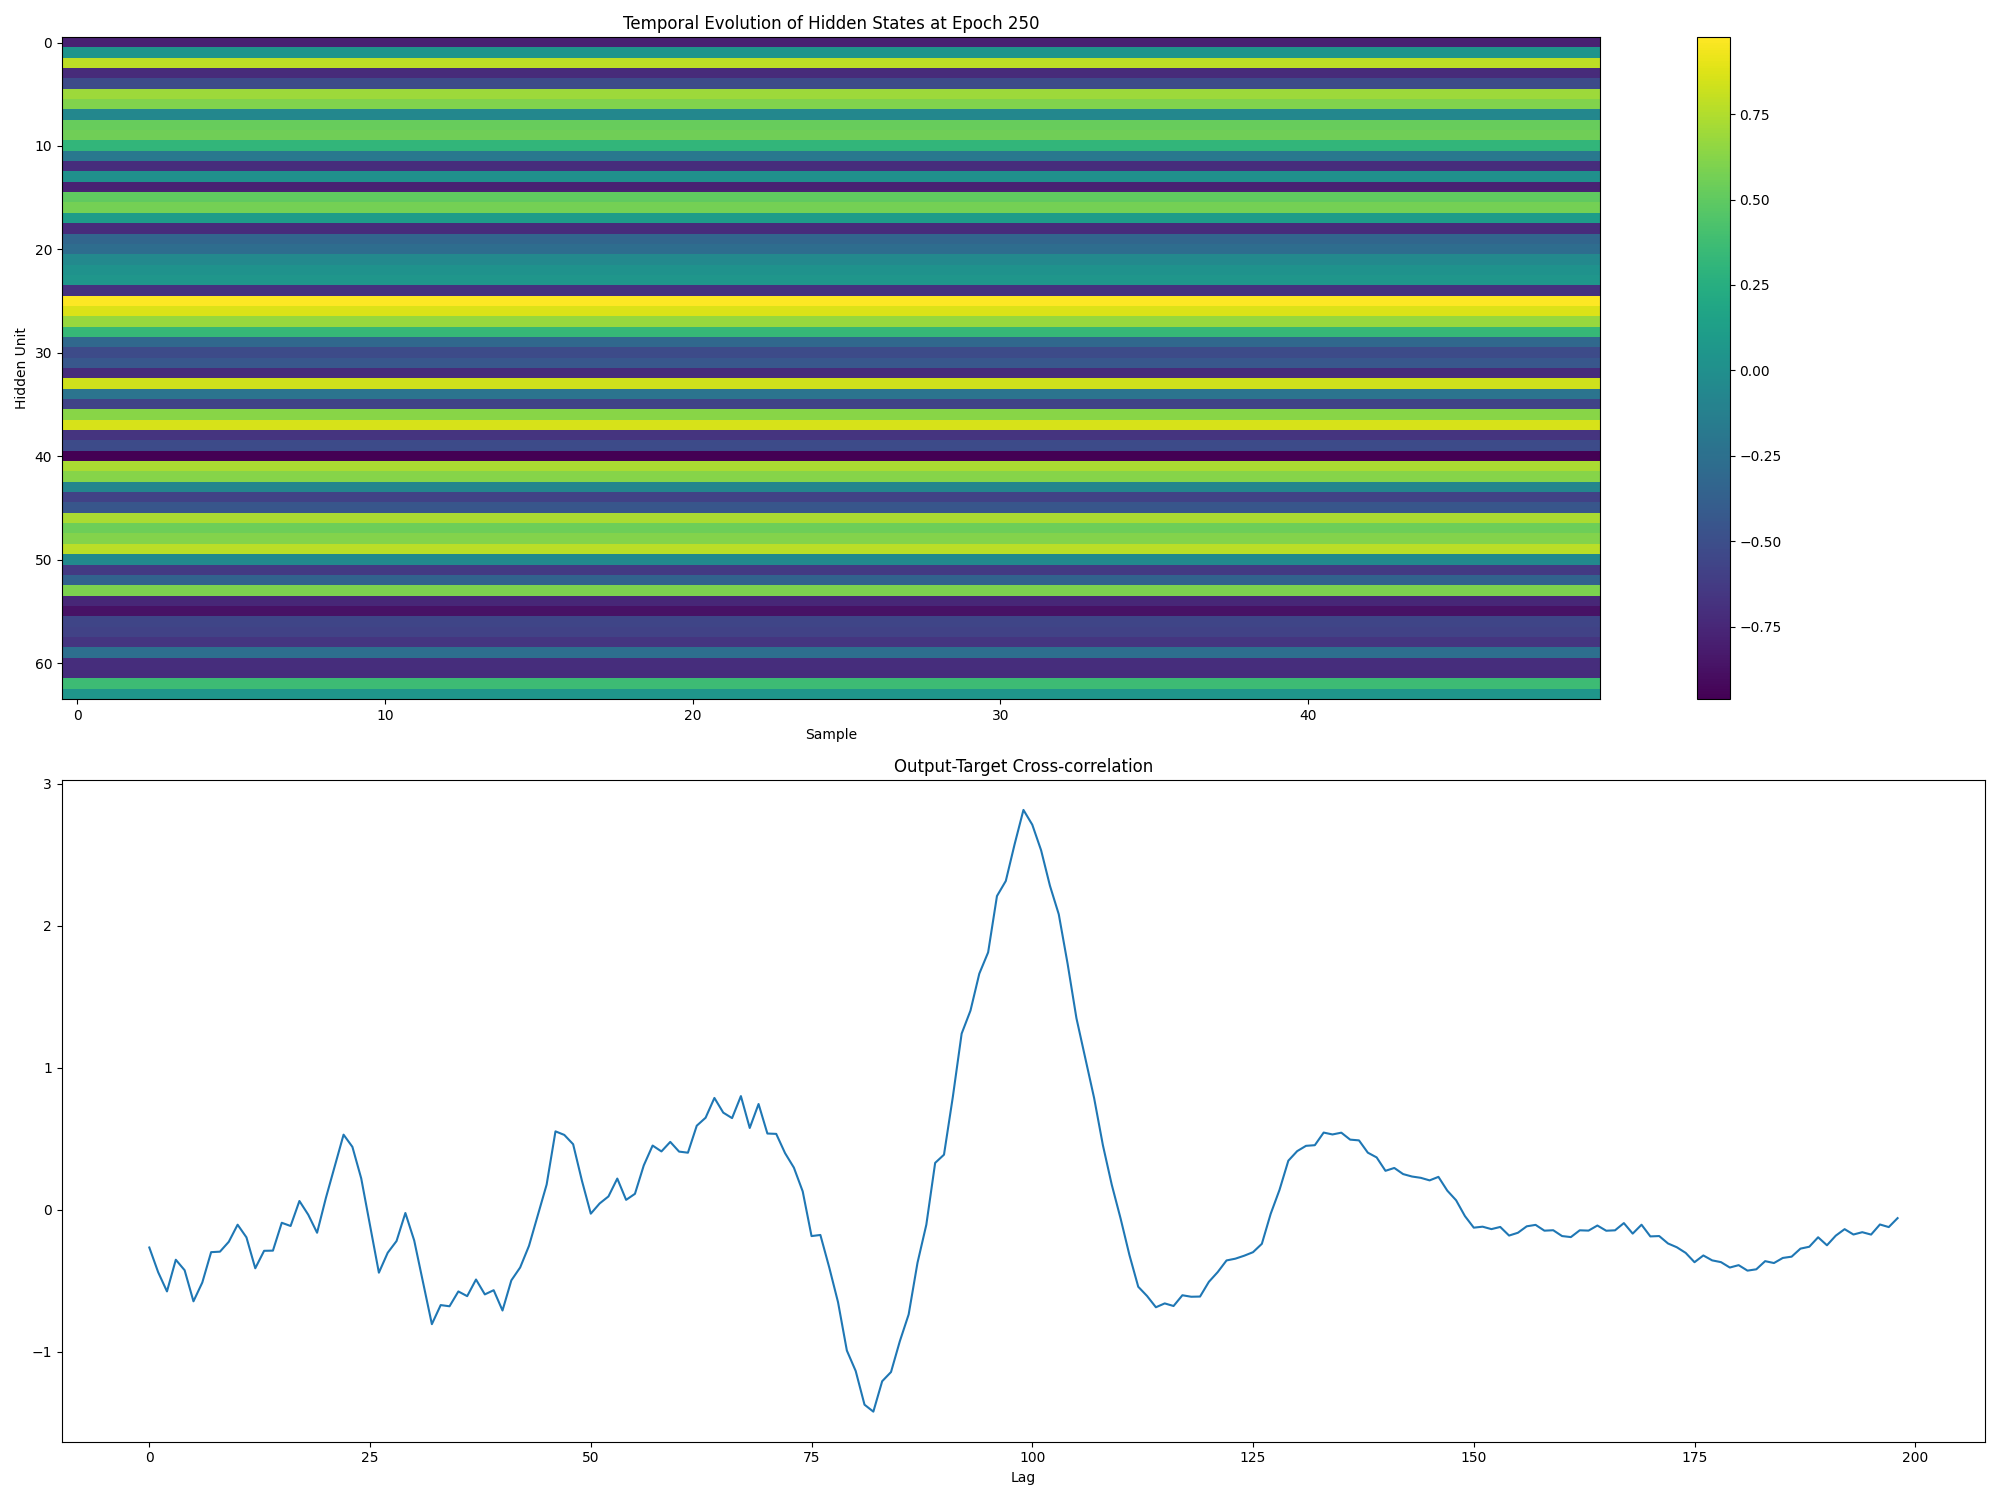 Temporal Evolution of Hidden States at Epoch 250
0
10
20
30
40
50
60
Hidden Unit
0 10 20 30 40
Sample
0.75
0.50
0.25
0.00
−0.25
−0.50
−0.75
Output-Target Cross-correlation
3
2
1
0
−1
0 25 50 75 100 125 150 175 200
Lag